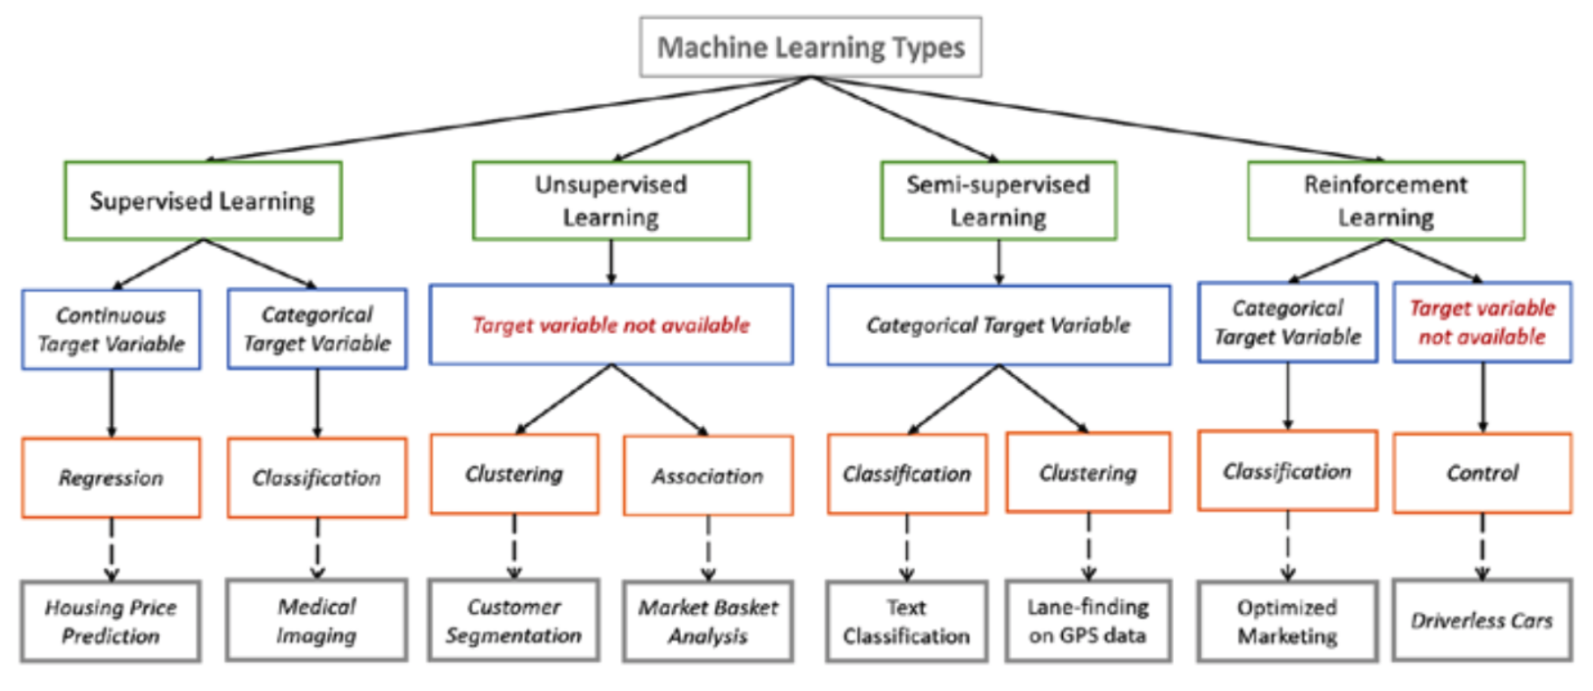 Machine Learning Types
Supervised Learning
Unsupervised
Learning
Semi-supervised
Learning
Reinforcement
Learning
Continuous
Target Variable
Categorical
Target Variable
Target variable not available
Categorical Target Variable
Categorical
Target Variable
Target variable
not available
Regression
Classification
Clustering
Association
Classification
Clustering
Classification
Control
Housing Price
Prediction
Medical
Imaging
Customer
Segmentation
Market Basket
Analysis
Text
Classification
Lane-finding
on GPS data
Optimized
Marketing
Driverless Cars